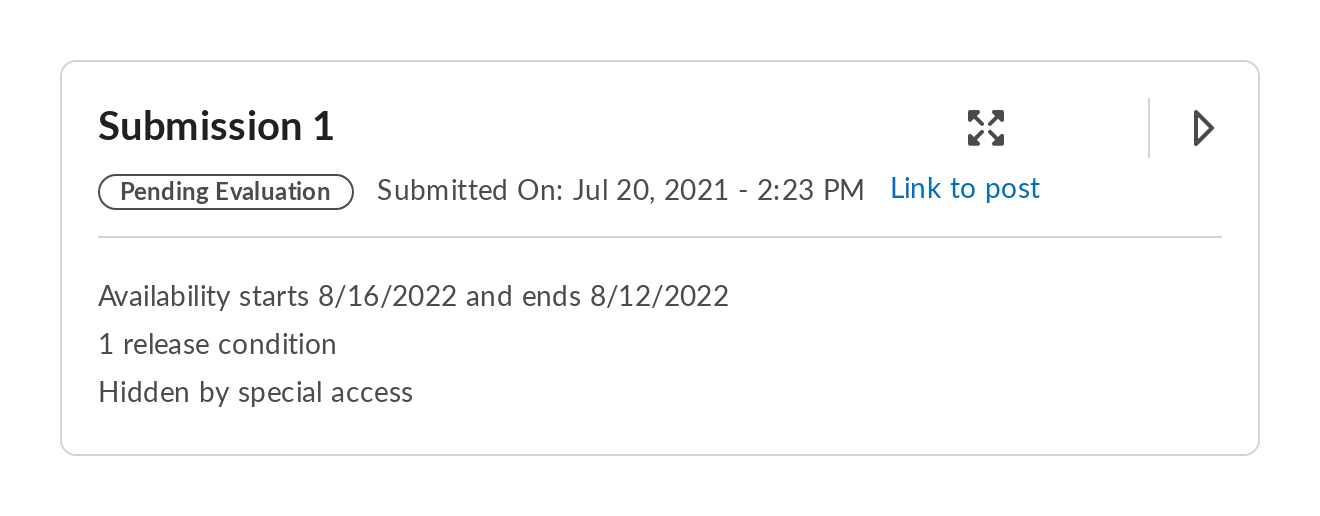 Submission 1
Pending Evaluation Submitted On: Jul 20, 2021 - 2:23 PM Link to post
Availability starts 8/16/2022 and ends 8/12/2022
1 release condition
Hidden by special access